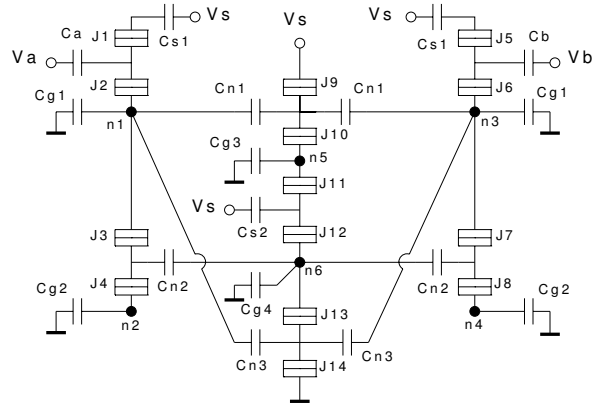 Vs Vs
Ca J1 Cs1 Vs Cs1 J5 Cb
Va Vb
J2 J9 J6
Cg1 Cn1 Cn1 Cg1
n1 J10 n3
Cg3 n5
J11
Vs
Cs2 J12
J3 J7
Cg2 J4 Cn2 n6 Cn2 J8 Cg2
Cg4
n2 J13 n4
Cn3 J14 Cn3